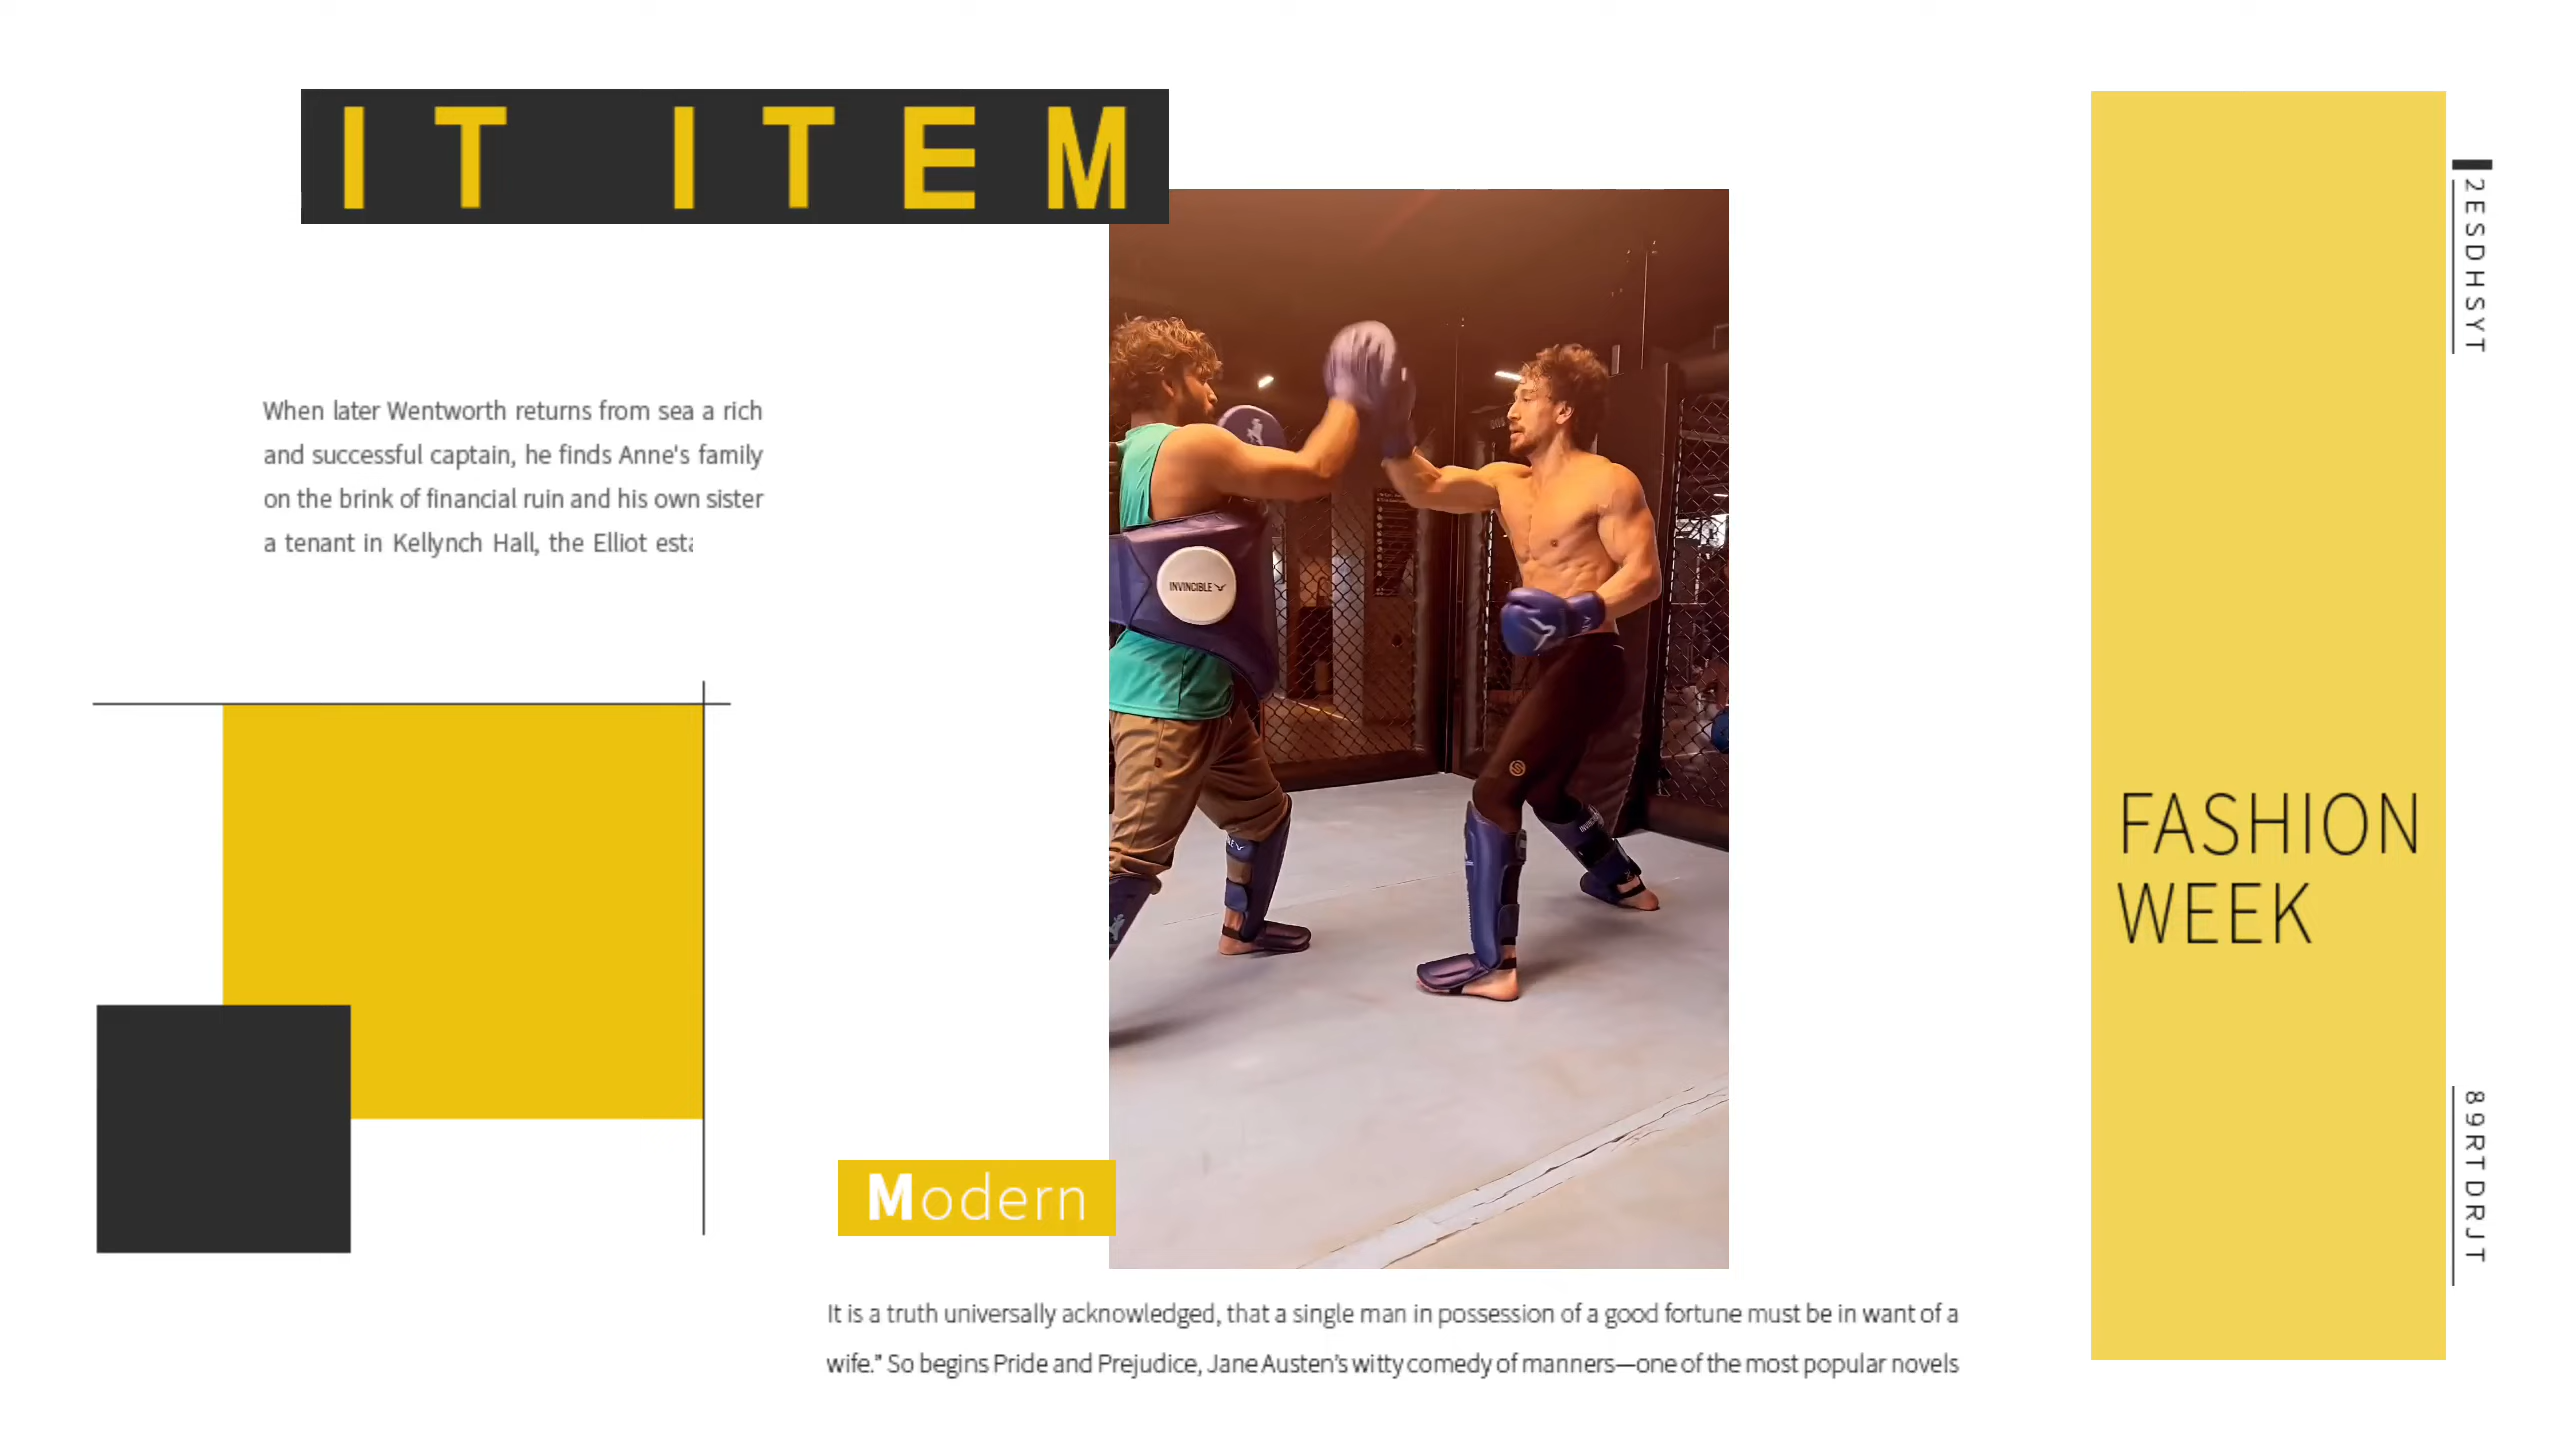 IT ITEM
When later Wentworth returns from sea a rich
and successful captain, he finds Anne's family
on the brink of financial ruin and his own sister
a tenant in Kellynch Hall, the Elliot esta
INVINCIBLE
Modern
It is a truth universally acknowledged, that a single man in possession of a good fortune must be in want of a
wife." So begins Pride and Prejudice, Jane Austen's witty comedy of manners—one of the most popular novels
FASHION
WEEK
2ESDHSYT
89RTDRJT